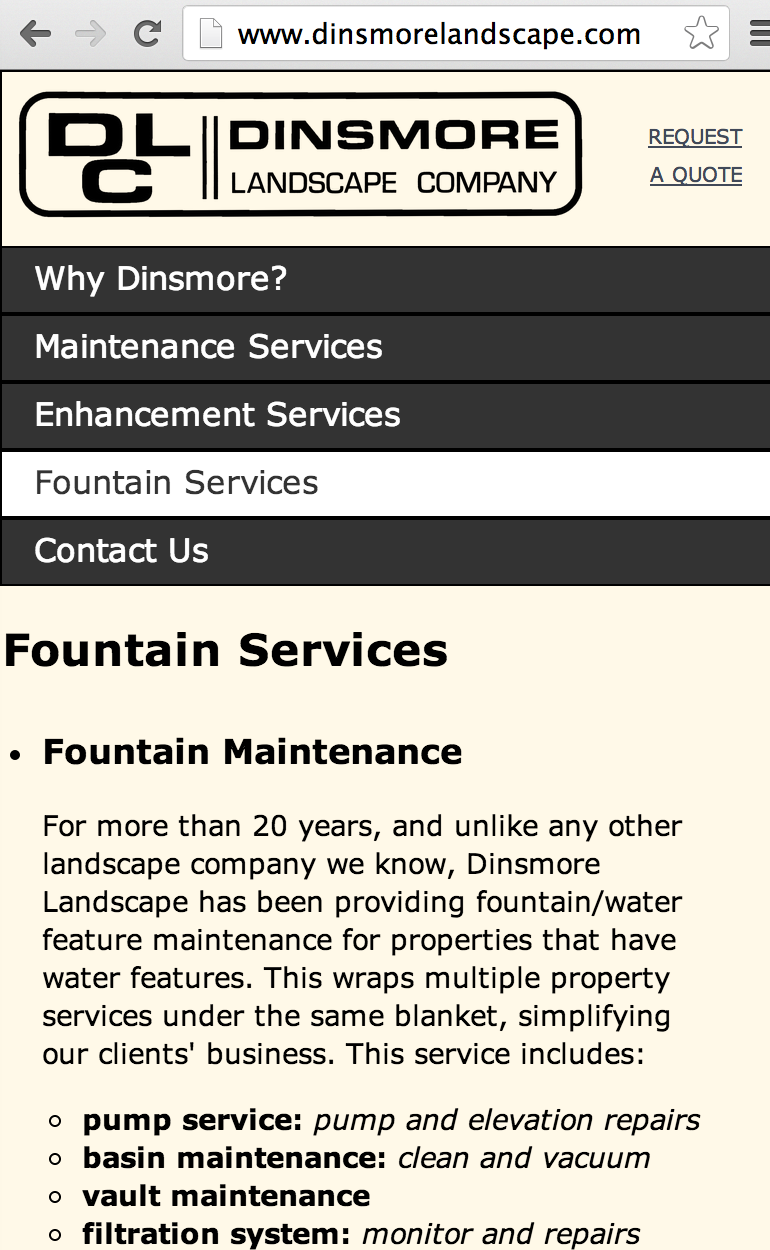 www.dinsmorelandscape.com
DLC DINSMORE
LANDSCAPE COMPANY
REQUEST
A QUOTE
Why Dinsmore?
Maintenance Services
Enhancement Services
Fountain Services
Contact Us
Fountain Services
• Fountain Maintenance
For more than 20 years, and unlike any other
landscape company we know, Dinsmore
Landscape has been providing fountain/water
feature maintenance for properties that have
water features. This wraps multiple property
services under the same blanket, simplifying
our clients' business. This service includes:
◦ pump service: pump and elevation repairs
◦ basin maintenance: clean and vacuum
◦ vault maintenance
◦ filtration system: monitor and repairs